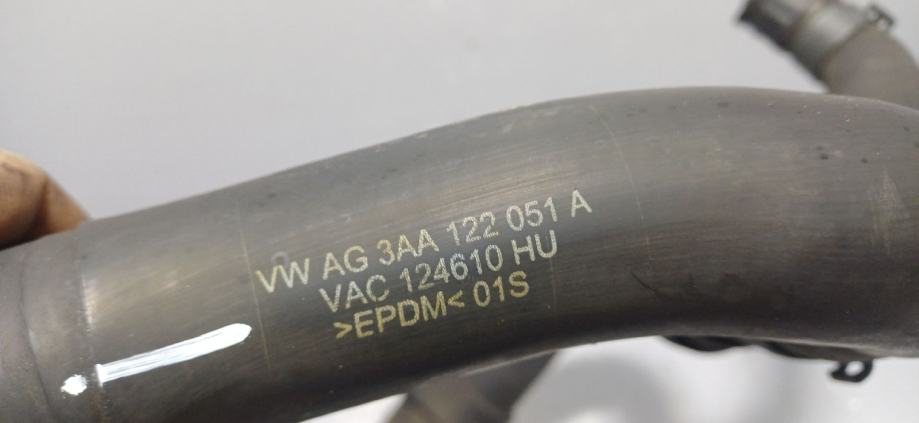 VW AG 3AA 122 051 A
VAC 124610 HU
>EPDM< 01S